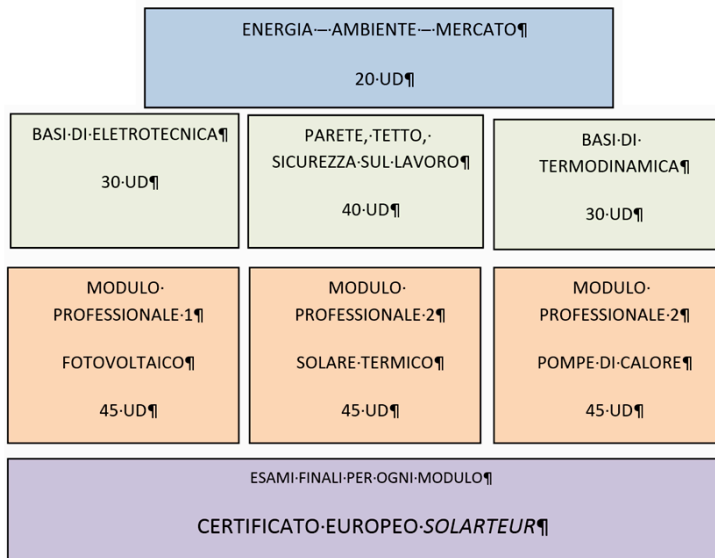 ENERGIA·–·AMBIENTE·–·MERCATO¶
20·UD¶
BASI·DI·ELETROTECNICA¶
30·UD¶
PARETE,·TETTO,·
SICUREZZA·SUL·LAVORO¶
40·UD¶
BASI·DI·
TERMODINAMICA¶
30·UD¶
MODULO·
PROFESSIONALE·1¶
FOTOVOLTAICO¶
45·UD¶
MODULO·
PROFESSIONALE·2¶
SOLARE·TERMICO¶
45·UD¶
MODULO·
PROFESSIONALE·2¶
POMPE·DI·CALORE¶
45·UD¶
ESAMI·FINALI·PER·OGNI·MODULO¶
CERTIFICATO·EUROPEO·SOLARTEUR¶